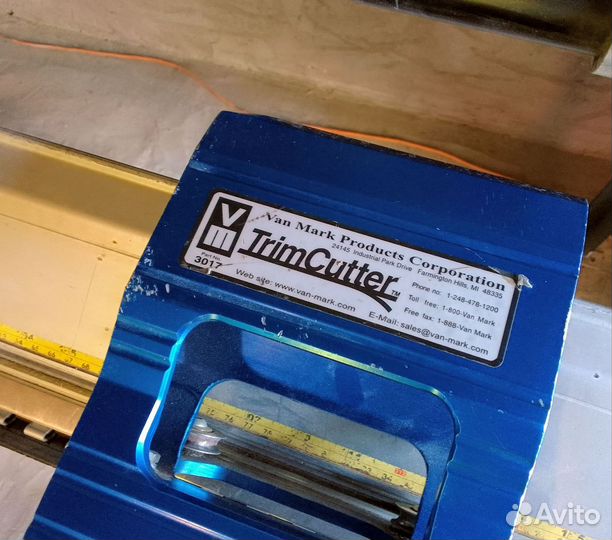 VM
Van Mark Products Corporation
24145 Industrial Park Drive Farmington Hills, MI 48335
TrimCutter™
Part No.
3017
Phone no: 1-248-478-1200
Toll free: 1-800-Van Mark
Free fax: 1-888-Van Mark
Web site: www.van-mark.com
E-Mail: sales@van-mark.com
Avito